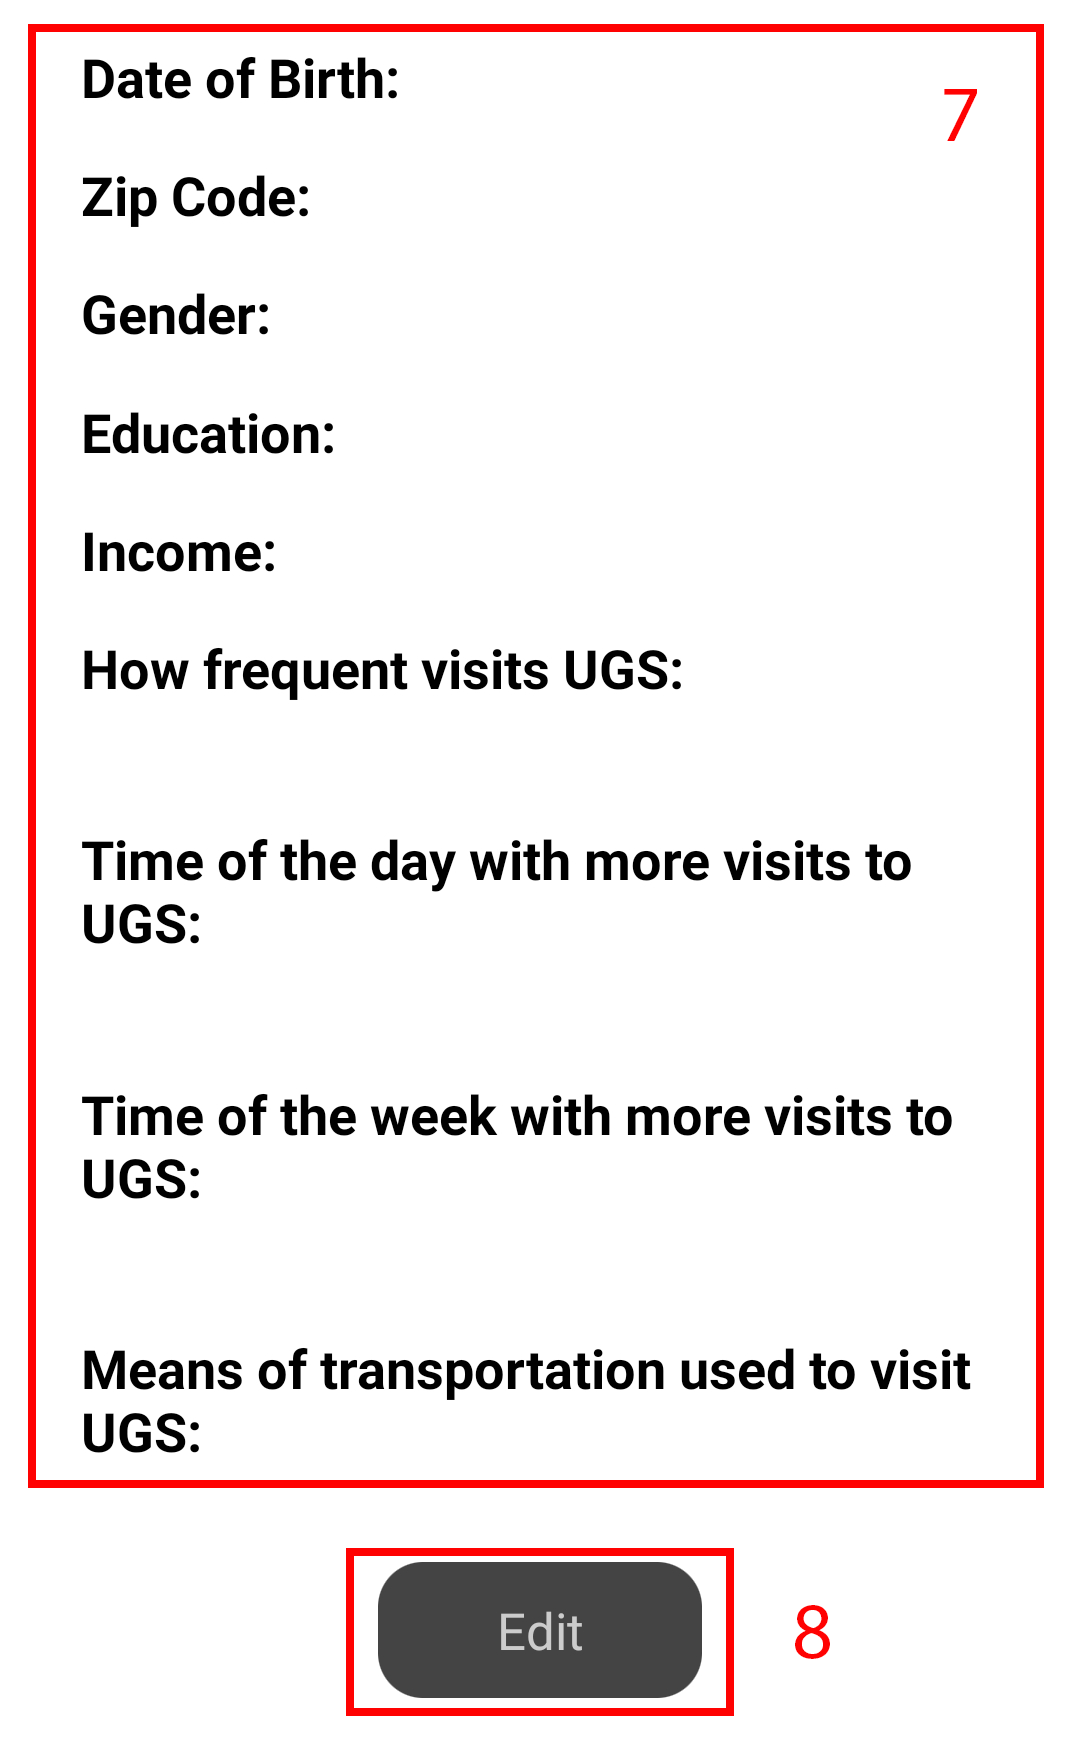 Date of Birth:
7
Zip Code:
Gender:
Education:
Income:
How frequent visits UGS:
Time of the day with more visits to
UGS:
Time of the week with more visits to
UGS:
Means of transportation used to visit
UGS:
Edit
8